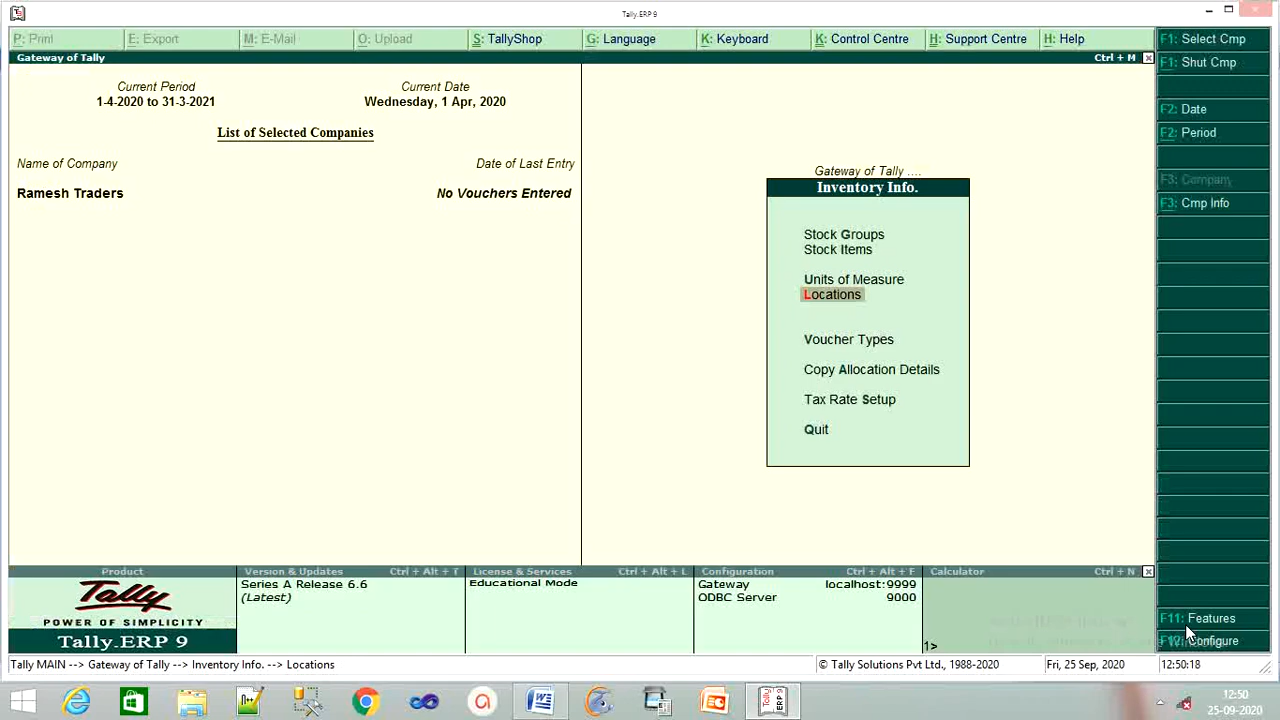 Tally.ERP 9
P: Print
E: Export
M: E-Mail
O: Upload
S: TallyShop
G: Language
K: Keyboard
K: Control Centre
H: Support Centre
H: Help
F1: Select Cmp
F1: Shut Cmp
F2: Date
F2: Period
F3: Company
F3: Cmp Info
F11: Features
F12: Configure
Gateway of Tally
Ctrl + M
Current Period
1-4-2020 to 31-3-2021
Current Date
Wednesday, 1 Apr, 2020
List of Selected Companies
Name of Company
Date of Last Entry
Ramesh Traders
No Vouchers Entered
Gateway of Tally ....
Inventory Info.
Stock Groups
Stock Items
Units of Measure
Locations
Voucher Types
Copy Allocation Details
Tax Rate Setup
Quit
Product
Tally
POWER OF SIMPLICITY
Tally.ERP 9
Version & Updates Ctrl + Alt + T
Series A Release 6.6
(Latest)
License & Services Ctrl + Alt + L
Educational Mode
Configuration Ctrl + Alt + F
Gateway localhost:9999
ODBC Server 9000
Calculator Ctrl + N
1>
Tally MAIN --> Gateway of Tally --> Inventory Info. --> Locations
© Tally Solutions Pvt Ltd., 1988-2020
Fri, 25 Sep, 2020
12:50:18
12:50
25-09-2020